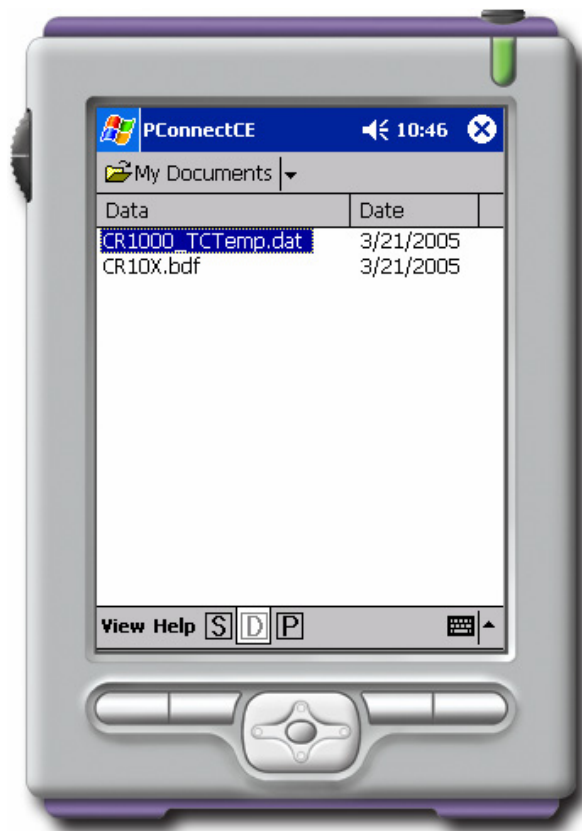 PConnectCE 10:46
My Documents
Data Date
CR1000_TCTemp.dat 3/21/2005
CR10X.bdf 3/21/2005
View Help S D P